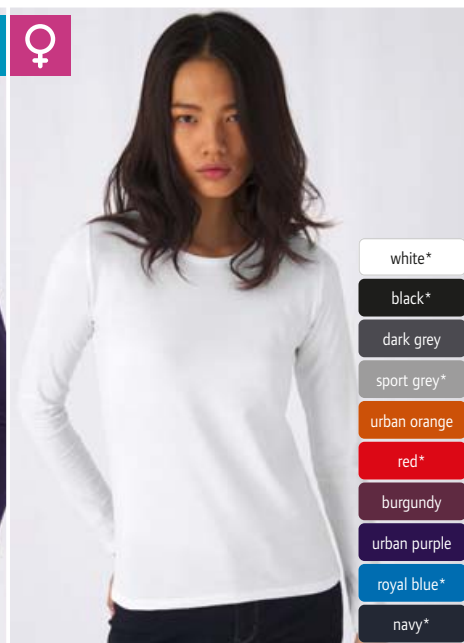 white*
black*
dark grey
sport grey*
urban orange
red*
burgundy
urban purple
royal blue*
navy*